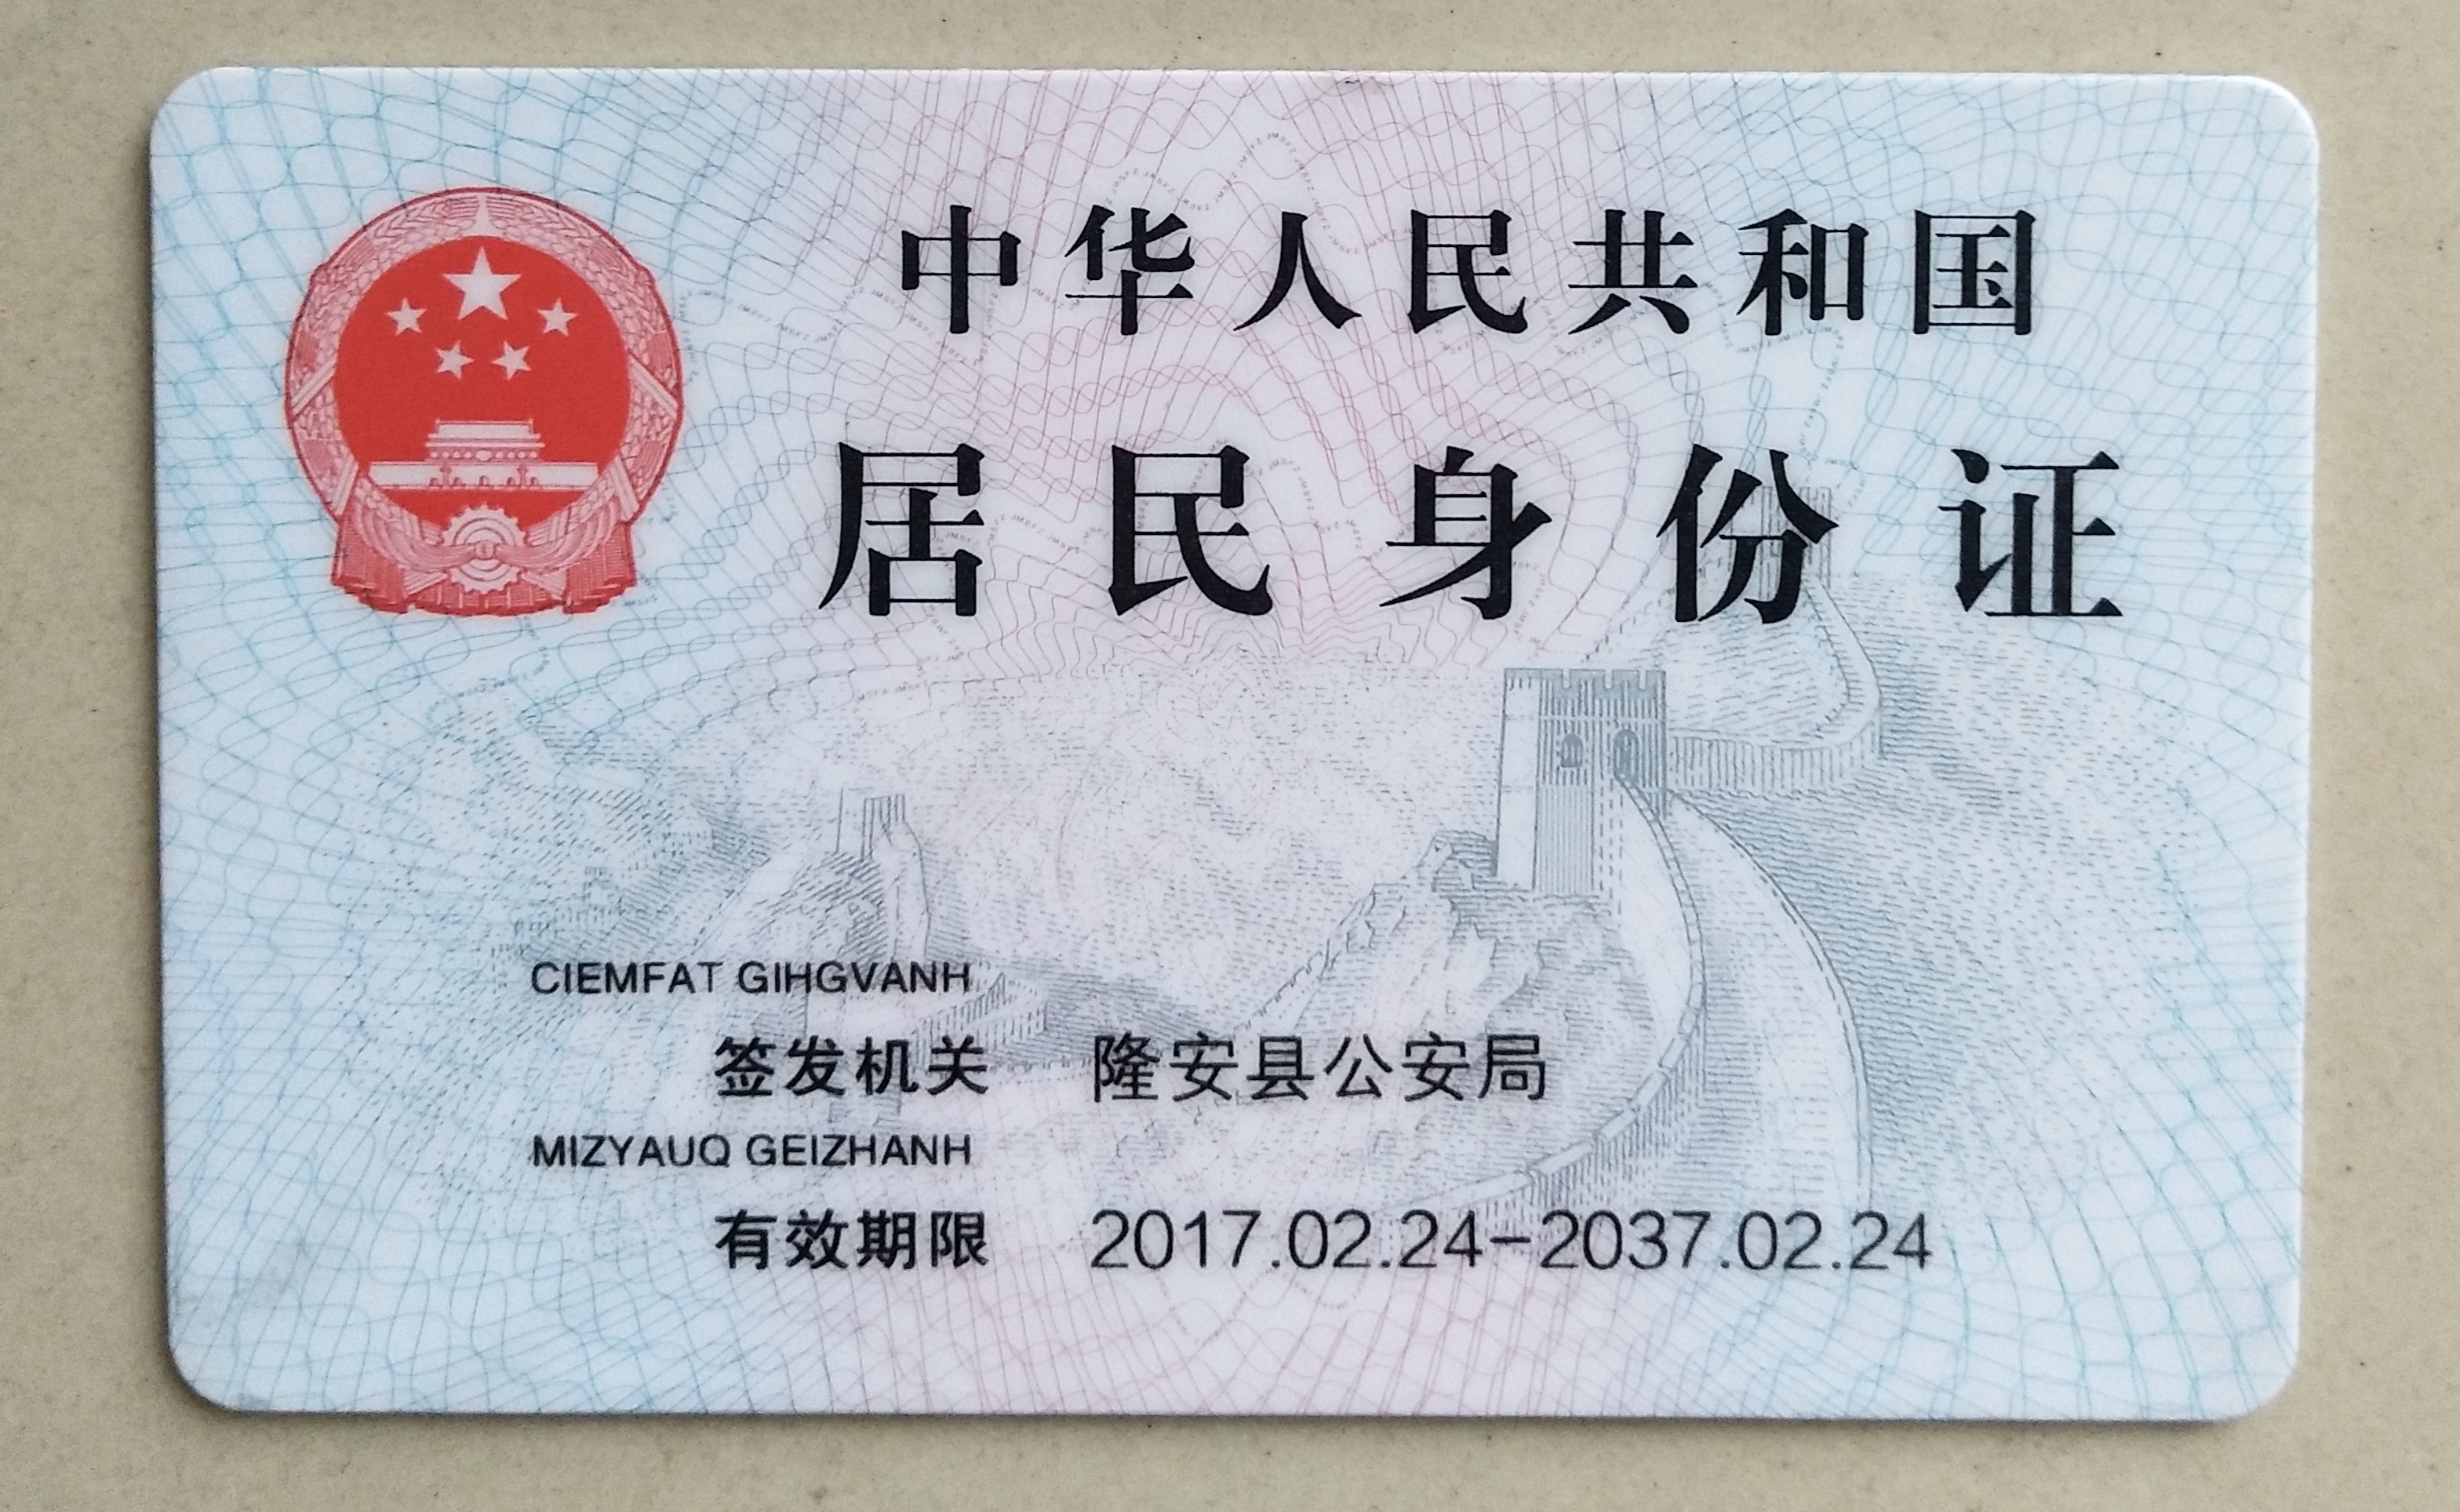 中华人民共和国
居民身份证
CIEMFAT GIHGVANH
签发机关 隆安县公安局
MIZYAUQ GEIZHANH
有效期限 2017.02.24-2037.02.24